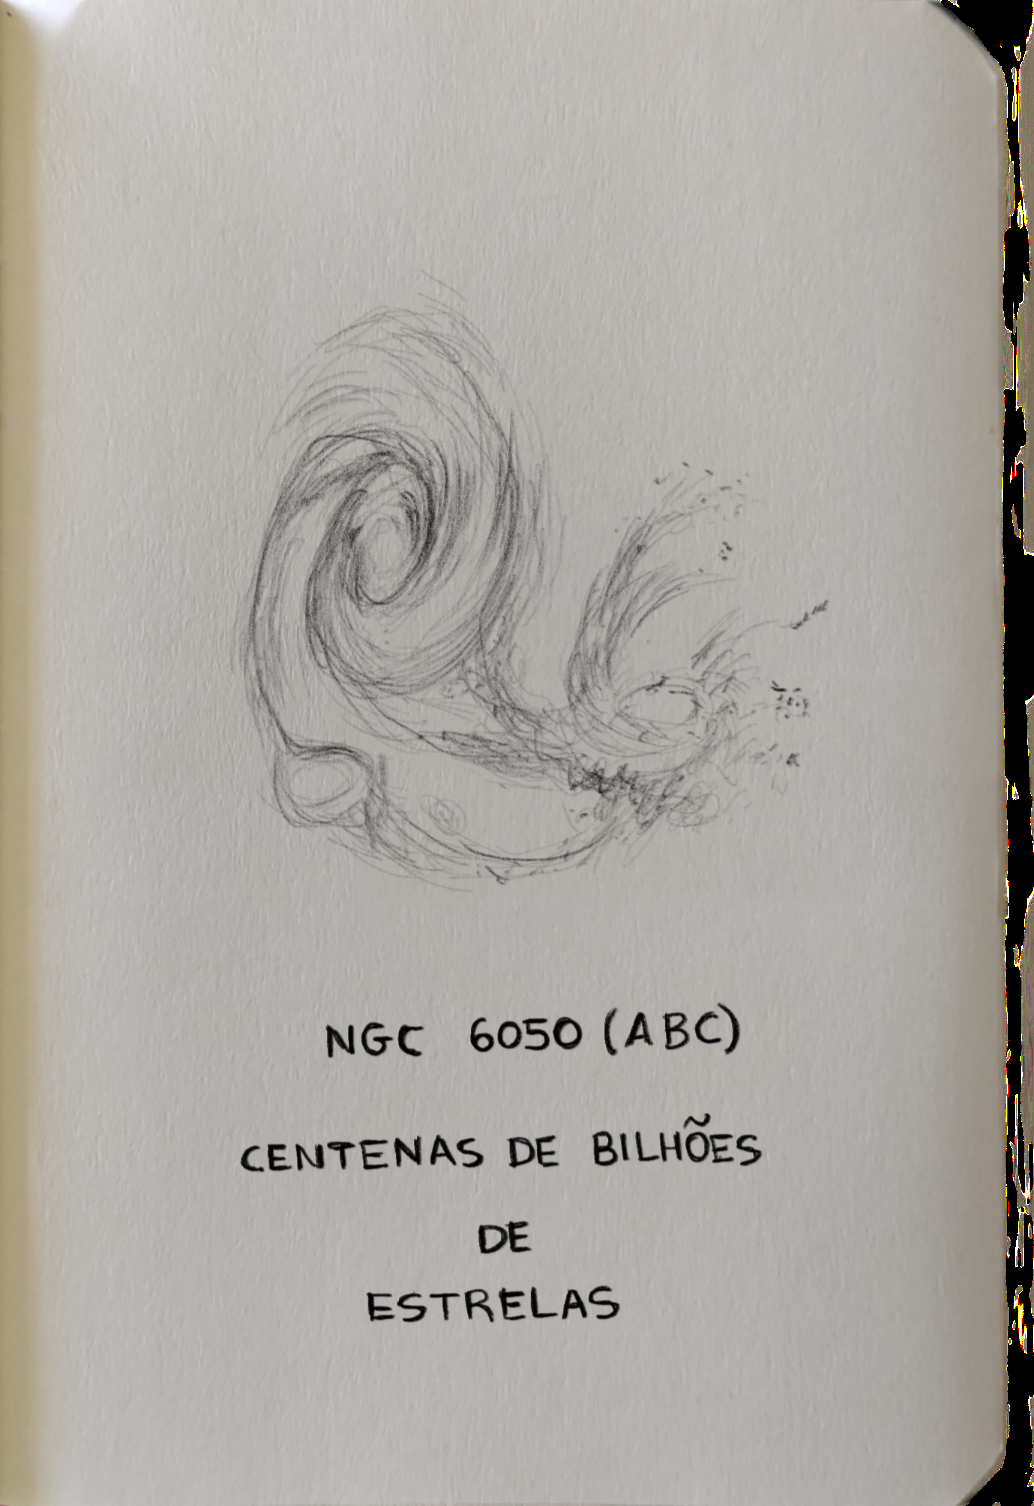 NGC 6050 (ABC)
CENTENAS DE BILHÕES
DE
ESTRELAS